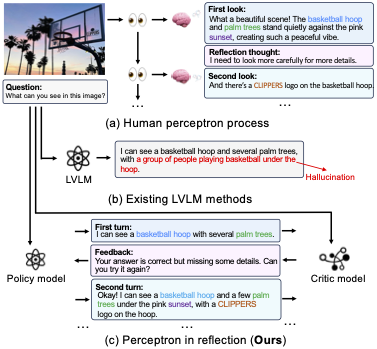 First look:
What a beautiful scene! The basketball hoop
and palm trees stand quietly against the pink
sunset, creating such a peaceful vibe.
Reflection thought:
I need to look more carefully for more details.
Second look:
And there's a CLIPPERS logo on the basketball hoop.
Question:
What can you see in this image?
...
...
(a) Human perceptron process
I can see a basketball hoop and several palm trees,
with a group of people playing basketball under the
hoop.
Hallucination
LVLM
(b) Existing LVLM methods
First turn:
I can see a basketball hoop with several palm trees.
Feedback:
Your answer is correct but missing some details. Can
you try it again?
Policy model
Critic model
Second turn:
Okay! I can see a basketball hoop and a few palm
trees under the pink sunset, with a CLIPPERS
logo on the hoop.
...
...
(c) Perceptron in reflection (Ours)